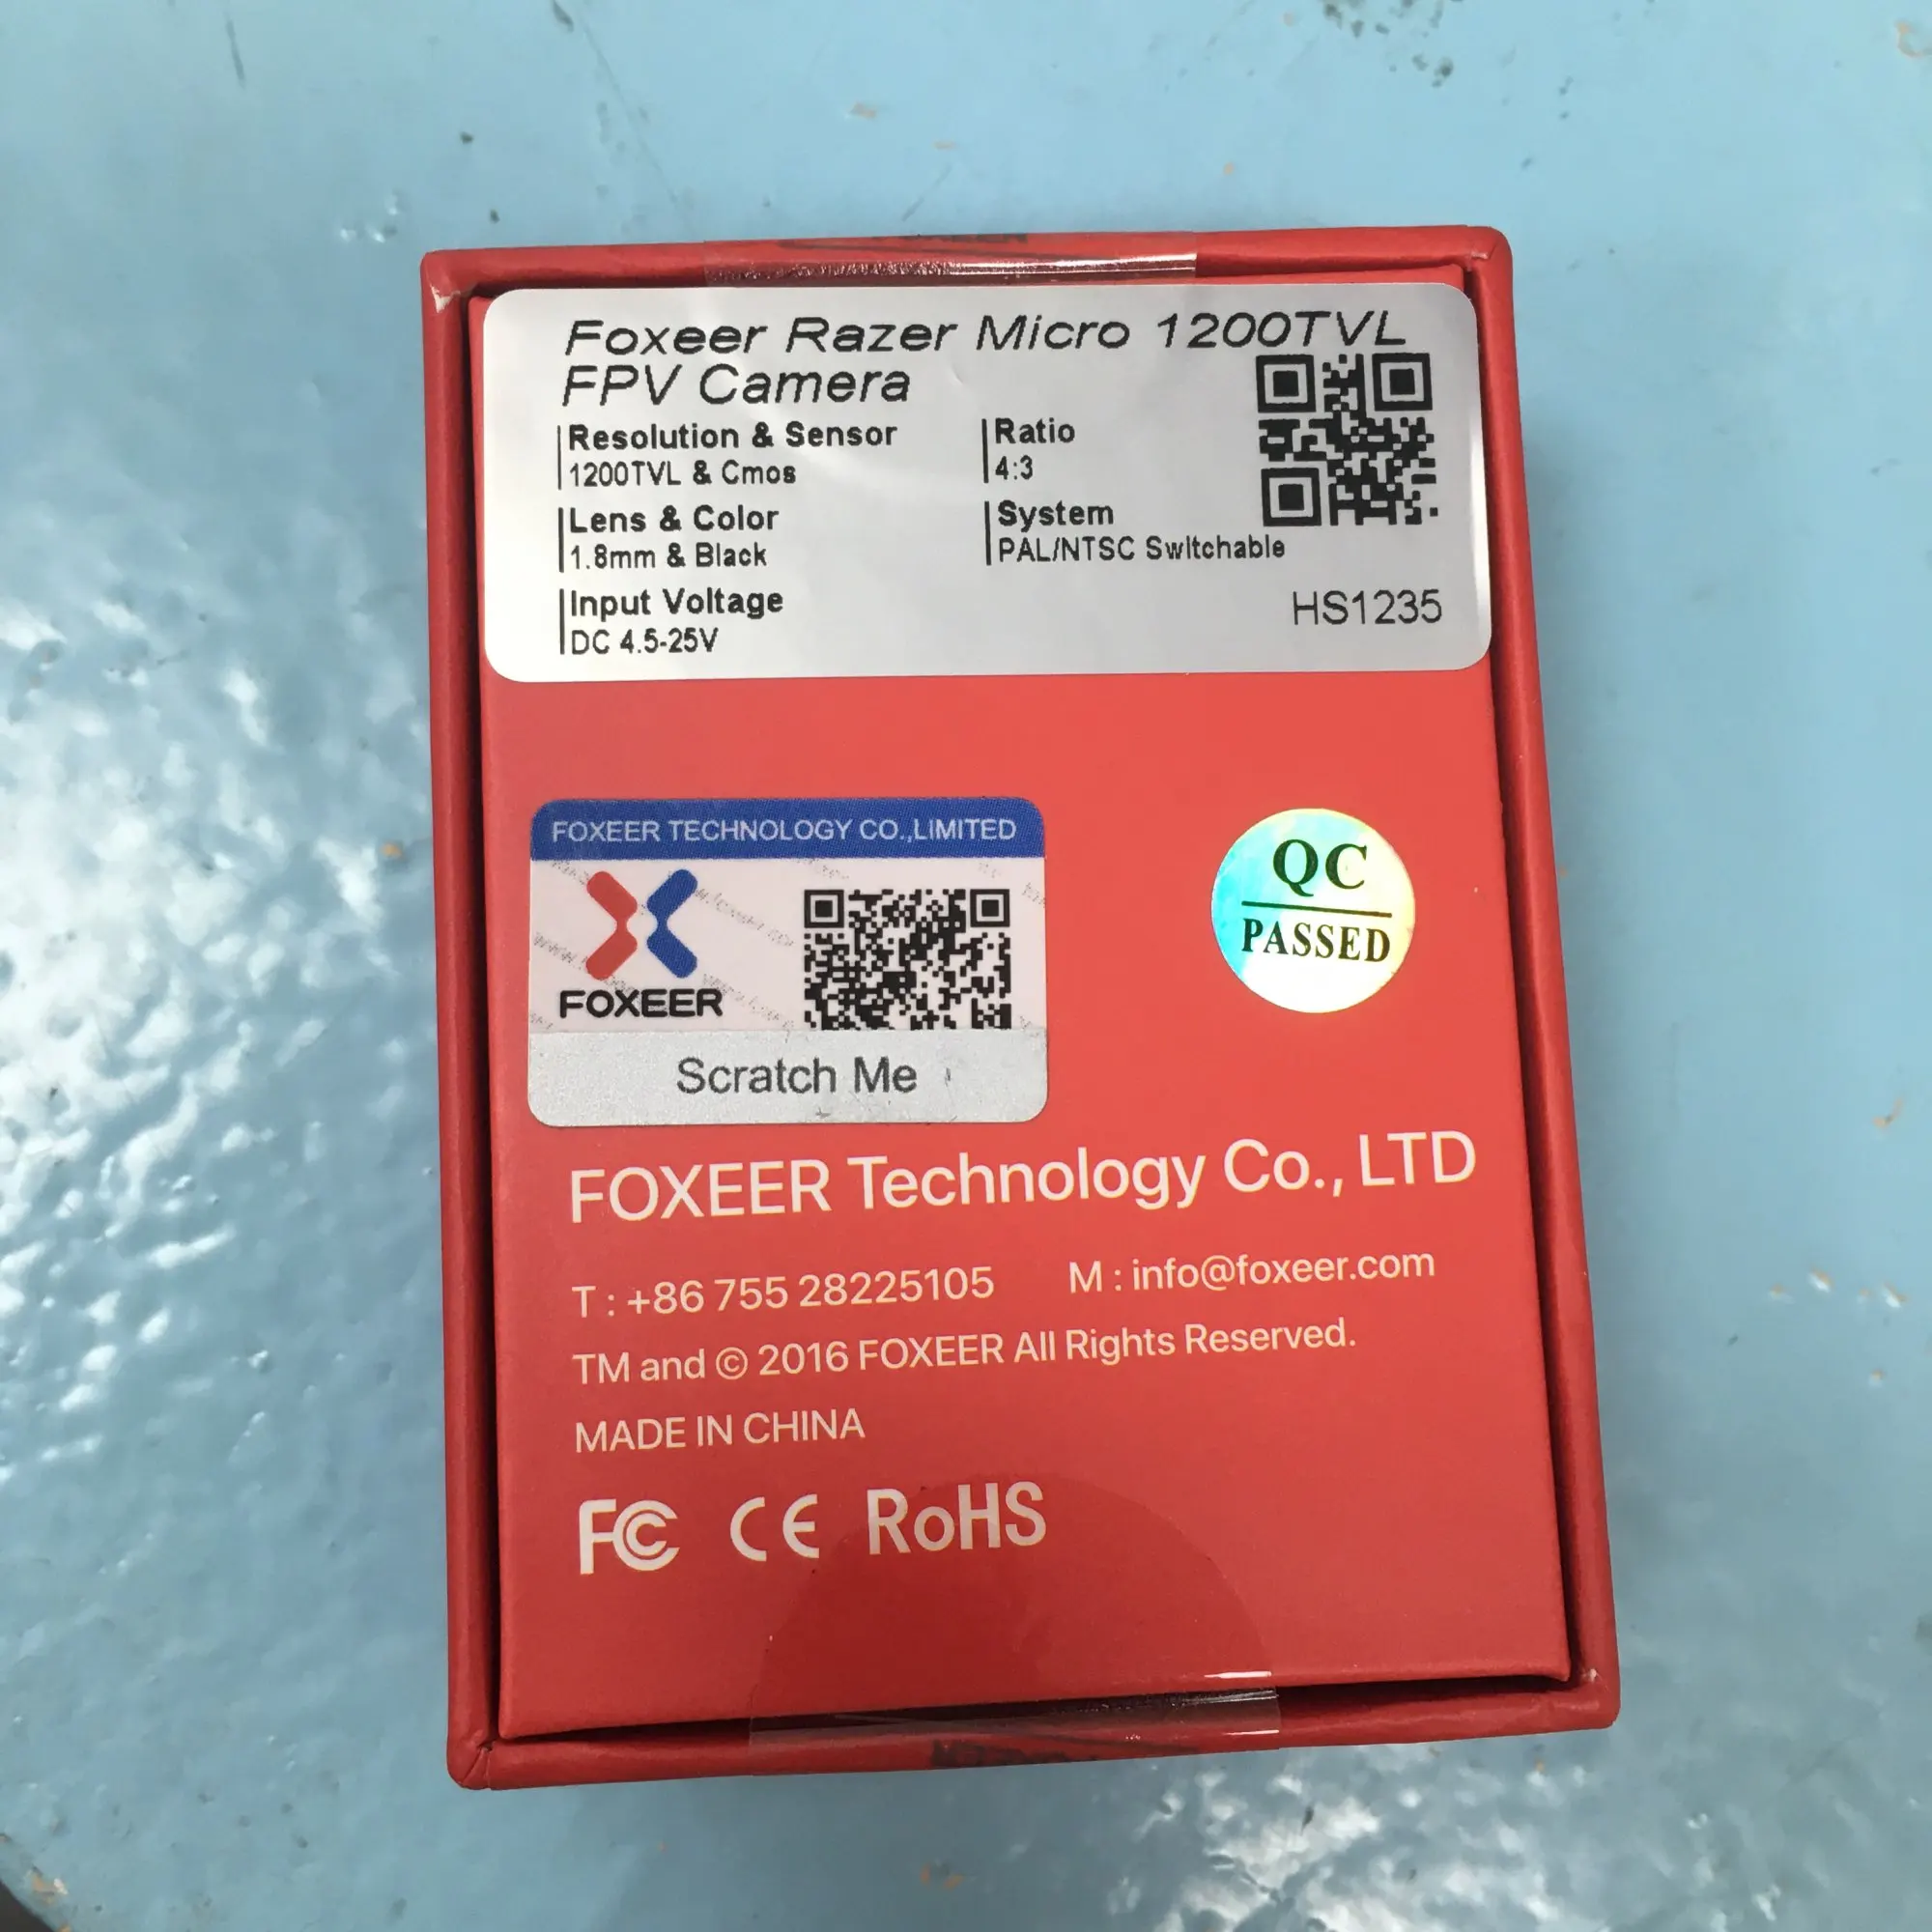 Foxeer Razer Micro 1200TVL
FPV Camera
Resolution & Sensor
1200TVL & Cmos
Ratio
4:3
Lens & Color
1.8mm & Black
System
PAL/NTSC Switchable
Input Voltage
DC 4.5-25V
HS1235
FOXEER TECHNOLOGY CO.,LIMITED
FOXEER
Scratch Me
QC
PASSED
FOXEER Technology Co., LTD
T : +86 755 28225105 M : info@foxeer.com
TM and © 2016 FOXEER All Rights Reserved.
MADE IN CHINA
FC CE RoHS